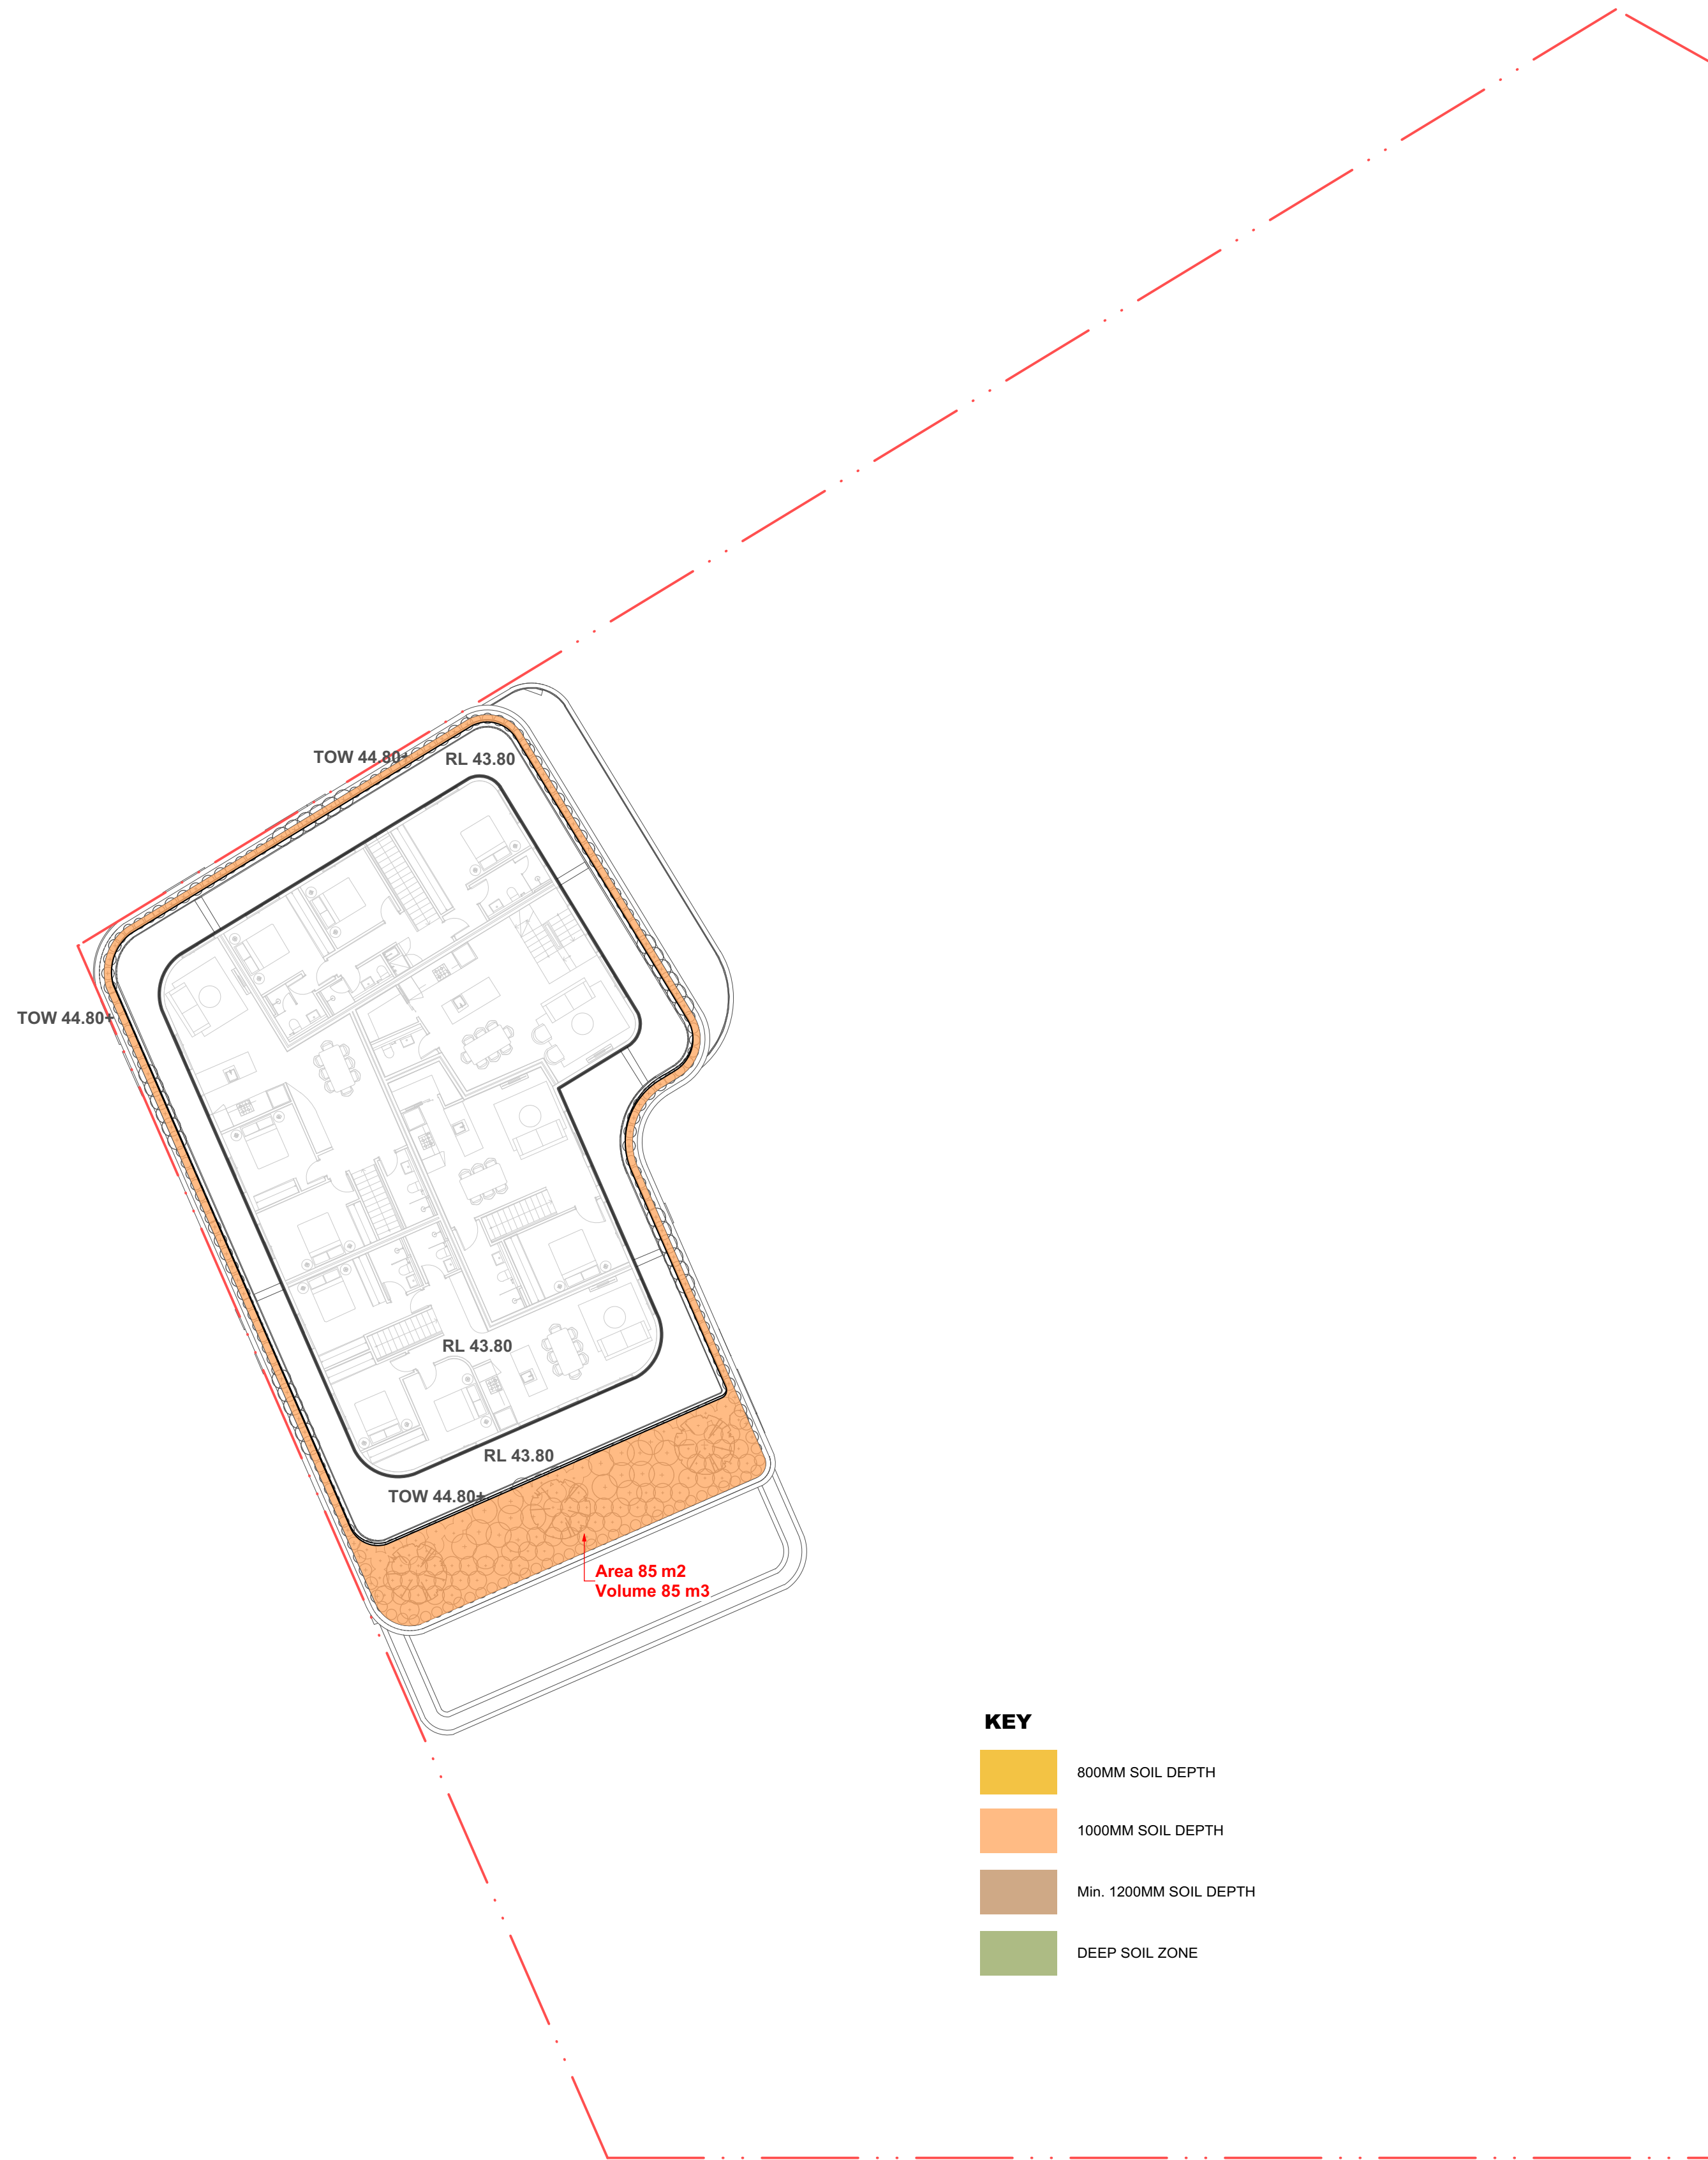 TOW 44.80+
RL 43.80
TOW 44.80+
RL 43.80
RL 43.80
TOW 44.80+
Area 85 m2
Volume 85 m3
KEY
800MM SOIL DEPTH
1000MM SOIL DEPTH
Min. 1200MM SOIL DEPTH
DEEP SOIL ZONE